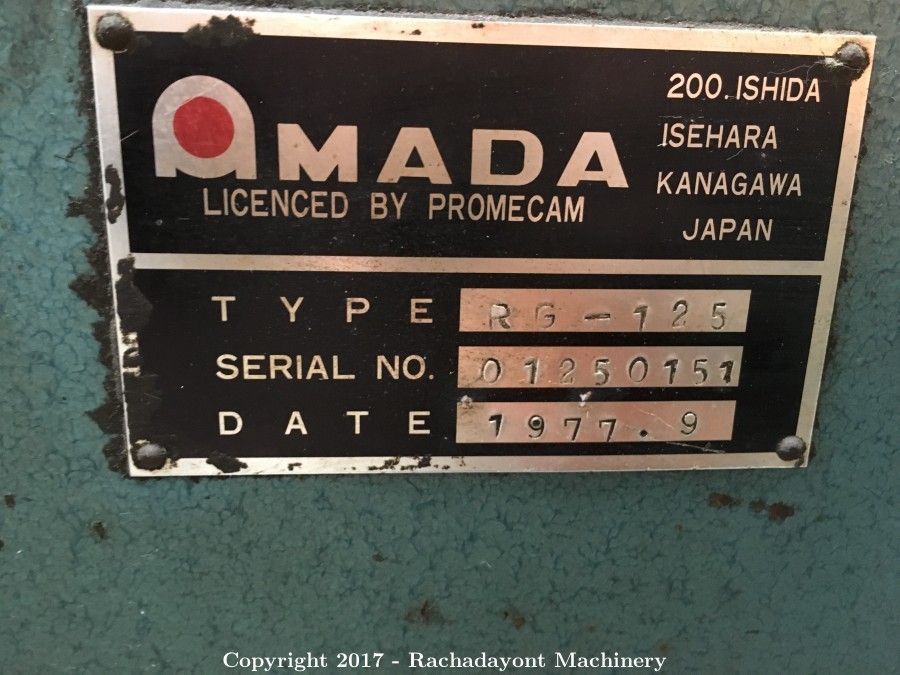 AMADA
LICENCED BY PROMECAM
200. ISHIDA
ISEHARA
KANAGAWA
JAPAN
TYPE RG-125
SERIAL NO. 01250151
DATE 1977.9
Copyright 2017 - Rachadayont Machinery